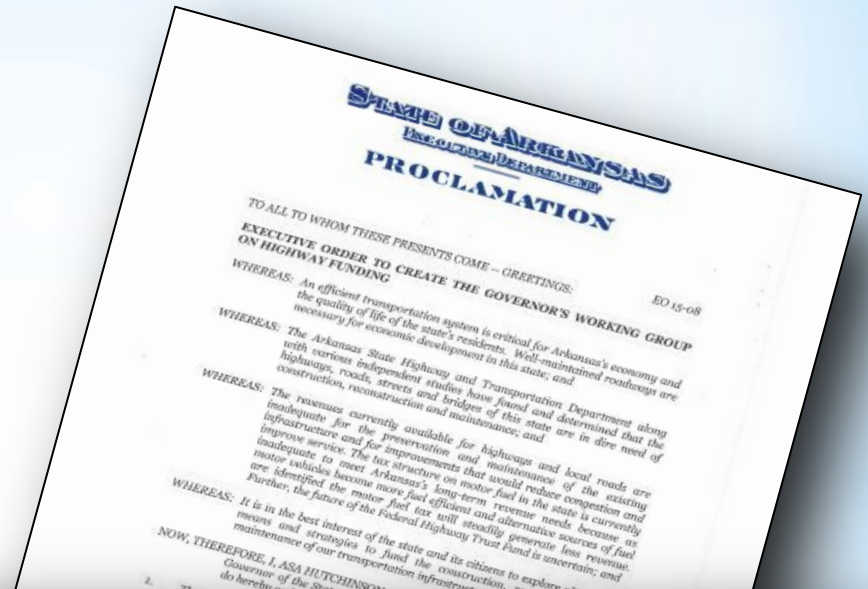 STATE OF ARKANSAS
EXECUTIVE DEPARTMENT
PROCLAMATION
TO ALL TO WHOM THESE PRESENTS COME – GREETINGS:
EO 15-08
EXECUTIVE ORDER TO CREATE THE GOVERNOR'S WORKING GROUP
ON HIGHWAY FUNDING
WHEREAS: An efficient transportation system is critical for Arkansas's economy and
the quality of life of the state's residents. Well-maintained roadways are
necessary for economic development in this state; and
WHEREAS: The Arkansas State Highway and Transportation Department along
with various independent studies have found and determined that the
highways, roads, streets and bridges of this state are in dire need of
construction, reconstruction and maintenance; and
WHEREAS: The revenues currently available for highways and local roads are
inadequate for the preservation and maintenance of the existing
infrastructure and for improvements that would reduce congestion and
improve service. The tax structure on motor fuel in the state is currently
inadequate to meet Arkansas's long-term revenue needs because as
motor vehicles become more fuel efficient and alternative sources of fuel
are identified the motor fuel tax will steadily generate less revenue.
Further, the future of the Federal Highway Trust Fund is uncertain; and
WHEREAS: It is in the best interest of the state and its citizens to explore
means and strategies to fund the construction,
maintenance of our transportation
NOW, THEREFORE, I, ASA HUTCHINSON
Governor of the
do hereby